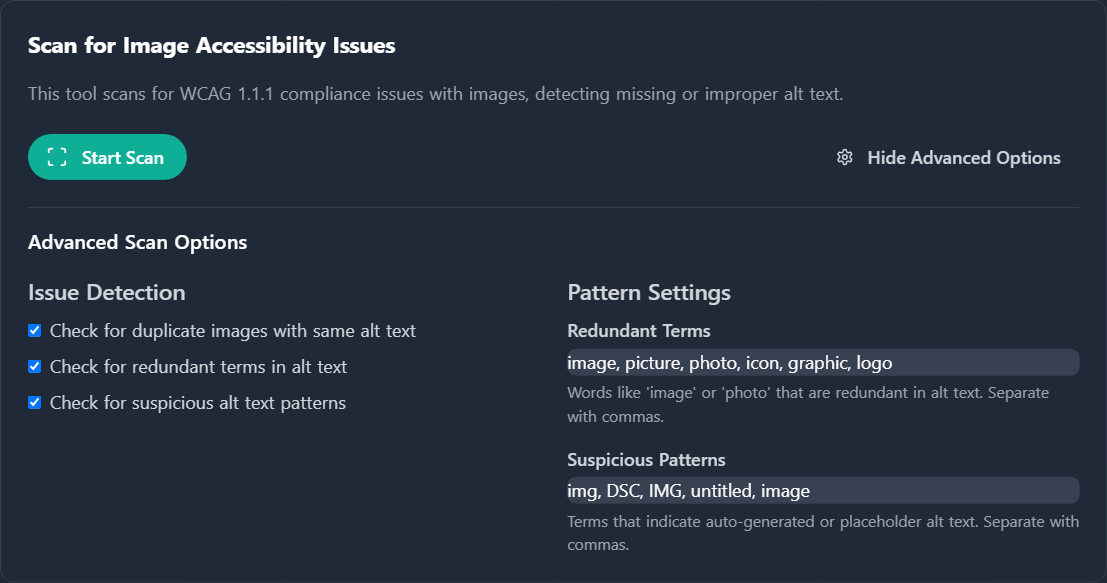 Scan for Image Accessibility Issues
This tool scans for WCAG 1.1.1 compliance issues with images, detecting missing or improper alt text.
Start Scan
Hide Advanced Options
Advanced Scan Options
Issue Detection
Check for duplicate images with same alt text
Check for redundant terms in alt text
Check for suspicious alt text patterns
Pattern Settings
Redundant Terms
image, picture, photo, icon, graphic, logo
Words like 'image' or 'photo' that are redundant in alt text. Separate
with commas.
Suspicious Patterns
img, DSC, IMG, untitled, image
Terms that indicate auto-generated or placeholder alt text. Separate with
commas.